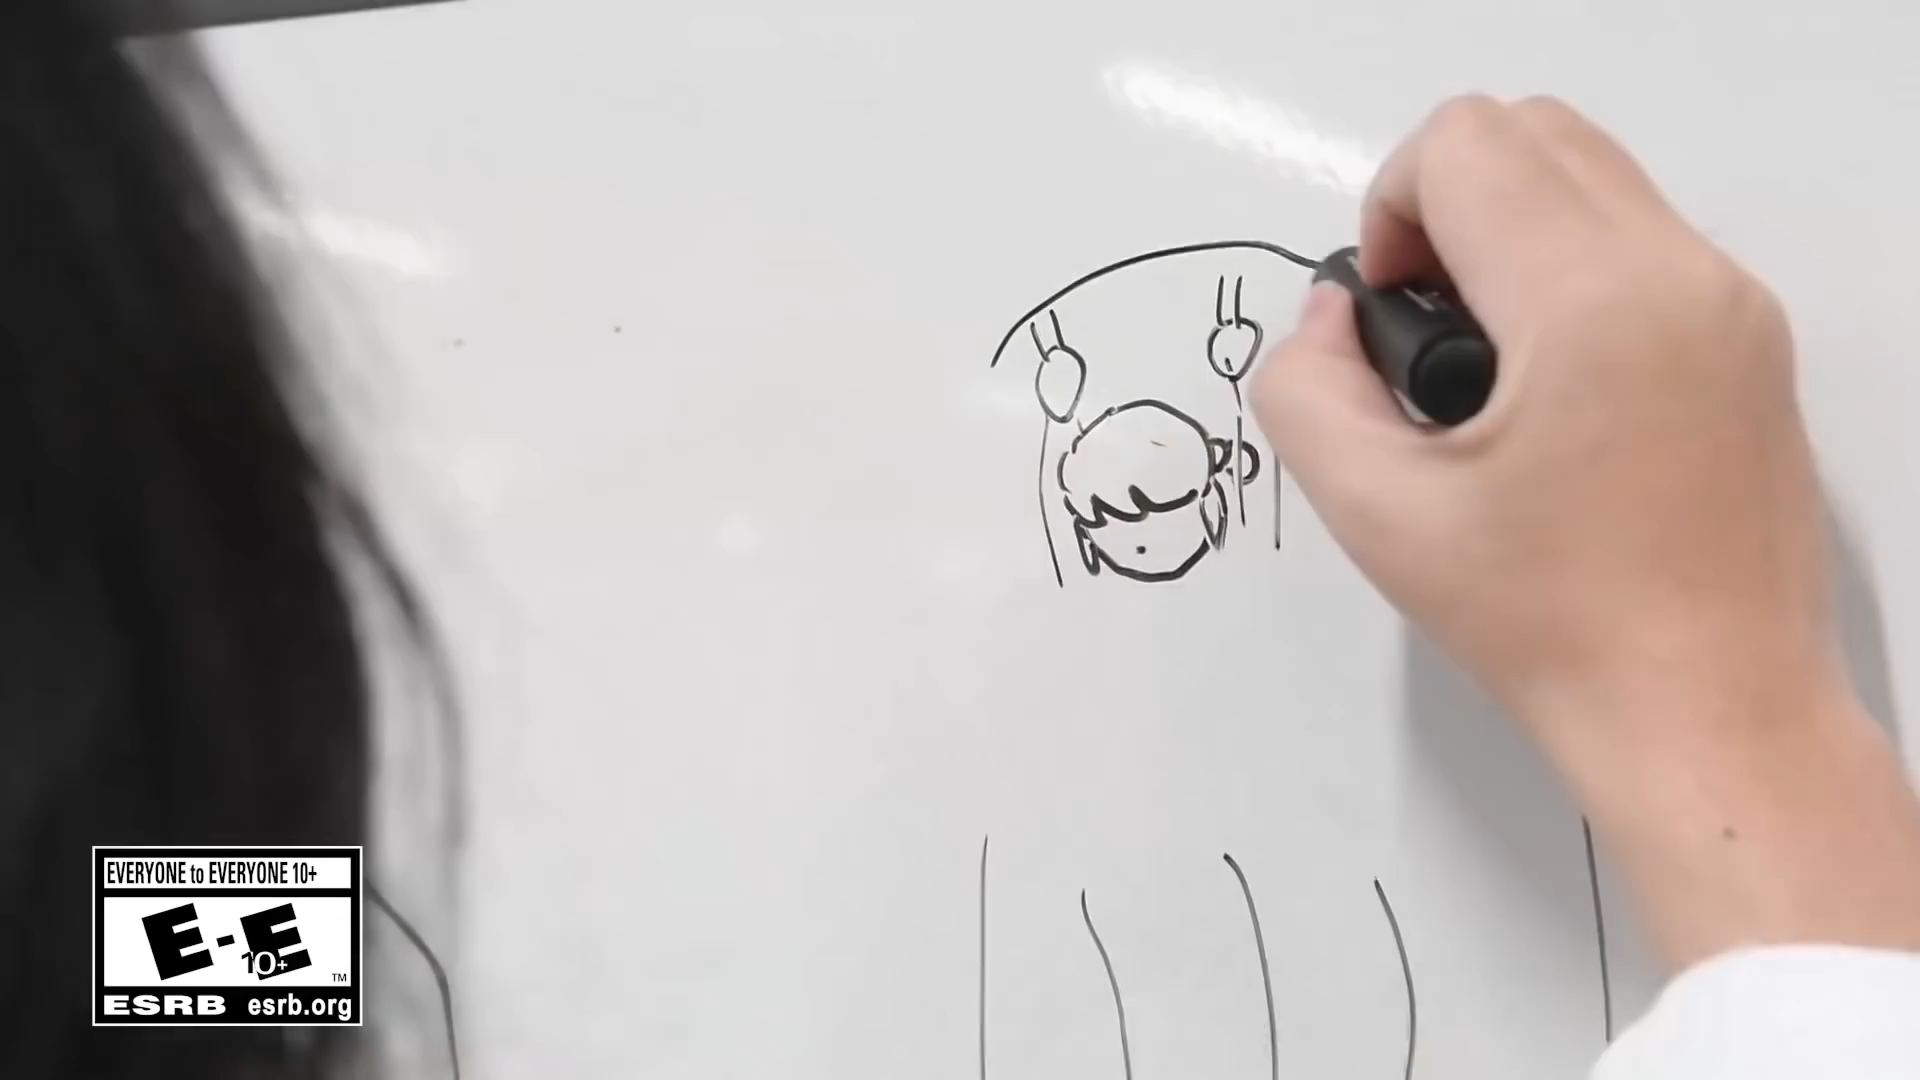 EVERYONE to EVERYONE 10+
E-E
10+
TM
ESRB esrb.org